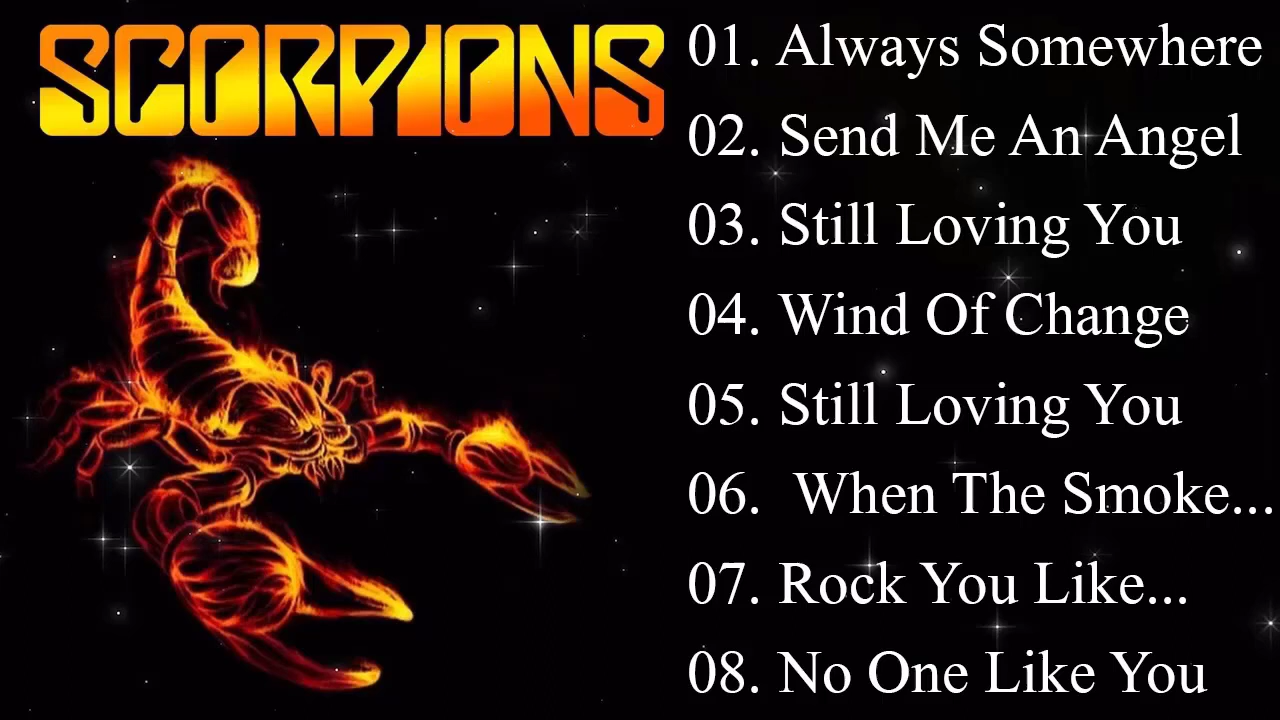 SCORPIONS
01. Always Somewhere
02. Send Me An Angel
03. Still Loving You
04. Wind Of Change
05. Still Loving You
06. When The Smoke...
07. Rock You Like...
08. No One Like You